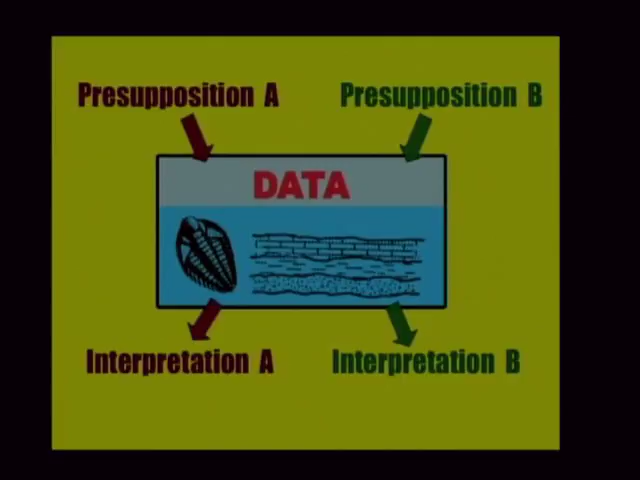 Presupposition A
Presupposition B
DATA
Interpretation A
Interpretation B